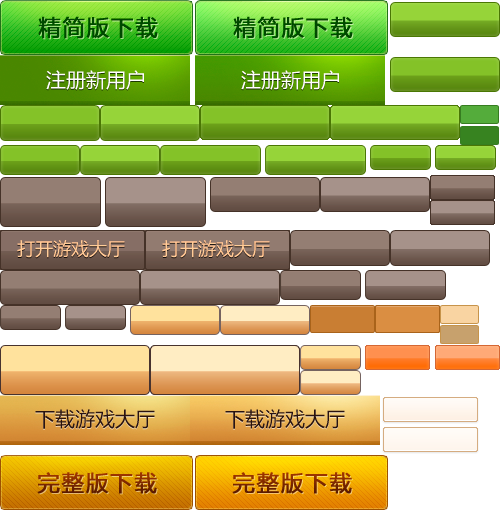 精简版下载 精简版下载
注册新用户 注册新用户
打开游戏大厅 打开游戏大厅
下载游戏大厅 下载游戏大厅
完整版下载 完整版下载